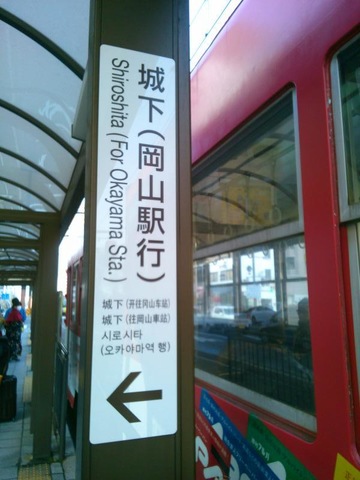 城下(岡山駅行)
Shiroshita (For Okayama Sta.)
城下(开往冈山车站)
城下(往岡山車站)
시로시타
(오카야마역 행)